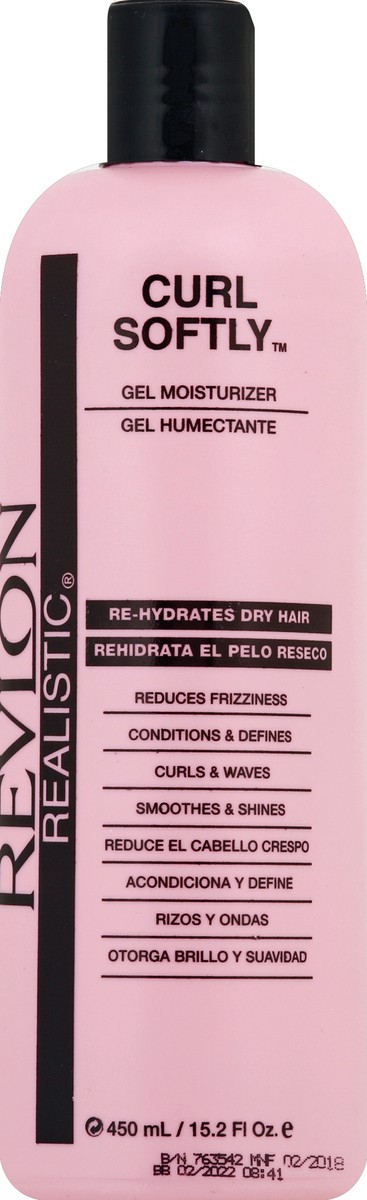 CURL
SOFTLY™
GEL MOISTURIZER
GEL HUMECTANTE
REVLON
REALISTIC®
RE-HYDRATES DRY HAIR
REHIDRATA EL PELO RESECO
REDUCES FRIZZINESS
CONDITIONS & DEFINES
CURLS & WAVES
SMOOTHES & SHINES
REDUCE EL CABELLO CRESPO
ACONDICIONA Y DEFINE
RIZOS Y ONDAS
OTORGA BRILLO Y SUAVIDAD
450 mL / 15.2 Fl Oz. e
B/N 763542 MNF 02/2018
BB 02/2022 08:41